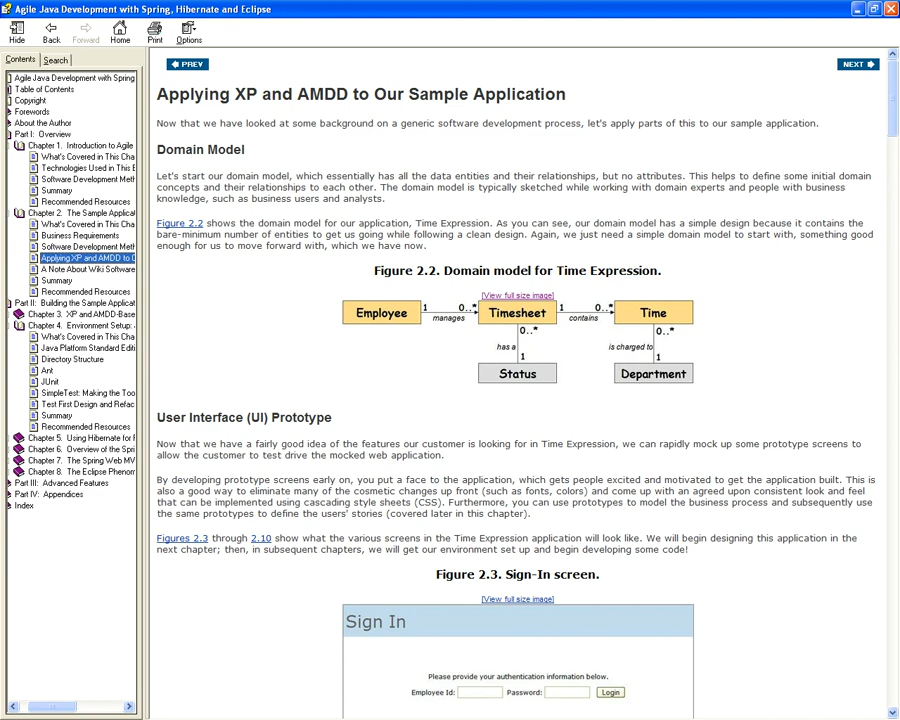 Agile Java Development with Spring, Hibernate and Eclipse
Hide Back Forward Home Print Options
Contents Search
Agile Java Development with Spring
Table of Contents
Copyright
Forewords
About the Author
Part I: Overview
Chapter 1. Introduction to Agile
What's Covered in This Cha
Technologies Used in This E
Software Development Meth
Summary
Recommended Resources
Chapter 2. The Sample Applicat
What's Covered in This Cha
Business Requirements
Software Development Meth
Applying XP and AMDD to C
A Note About Wiki Software
Summary
Recommended Resources
Part II: Building the Sample Applicat
Chapter 3. XP and AMDD-Base
Chapter 4. Environment Setup:
What's Covered in This Cha
Java Platform Standard Editi
Directory Structure
Ant
JUnit
SimpleTest: Making the Too
Test First Design and Refac
Summary
Recommended Resources
Chapter 5. Using Hibernate for
Chapter 6. Overview of the Spri
Chapter 7. The Spring Web MV
Chapter 8. The Eclipse Phenom
Part III: Advanced Features
Part IV: Appendices
Index
PREV NEXT
Applying XP and AMDD to Our Sample Application
Now that we have looked at some background on a generic software development process, let's apply parts of this to our sample application.
Domain Model
Let's start our domain model, which essentially has all the data entities and their relationships, but no attributes. This helps to define some initial domain
concepts and their relationships to each other. The domain model is typically sketched while working with domain experts and people with business
knowledge, such as business users and analysts.
Figure 2.2 shows the domain model for our application, Time Expression. As you can see, our domain model has a simple design because it contains the
bare-minimum number of entities to get us going while following a clean design. Again, we just need a simple domain model to start with, something good
enough for us to move forward with, which we have now.
Figure 2.2. Domain model for Time Expression.
[View full size image]
Employee 1 manages 0..* Timesheet 1 contains 0..* Time
0..* 0..*
has a is charged to
1 1
Status Department
User Interface (UI) Prototype
Now that we have a fairly good idea of the features our customer is looking for in Time Expression, we can rapidly mock up some prototype screens to
allow the customer to test drive the mocked web application.
By developing prototype screens early on, you put a face to the application, which gets people excited and motivated to get the application built. This is
also a good way to eliminate many of the cosmetic changes up front (such as fonts, colors) and come up with an agreed upon consistent look and feel
that can be implemented using cascading style sheets (CSS). Furthermore, you can use prototypes to model the business process and subsequently use
the same prototypes to define the users' stories (covered later in this chapter).
Figures 2.3 through 2.10 show what the various screens in the Time Expression application will look like. We will begin designing this application in the
next chapter; then, in subsequent chapters, we will get our environment set up and begin developing some code!
Figure 2.3. Sign-In screen.
[View full size image]
Sign In
Please provide your authentication information below.
Employee Id: Password: Login